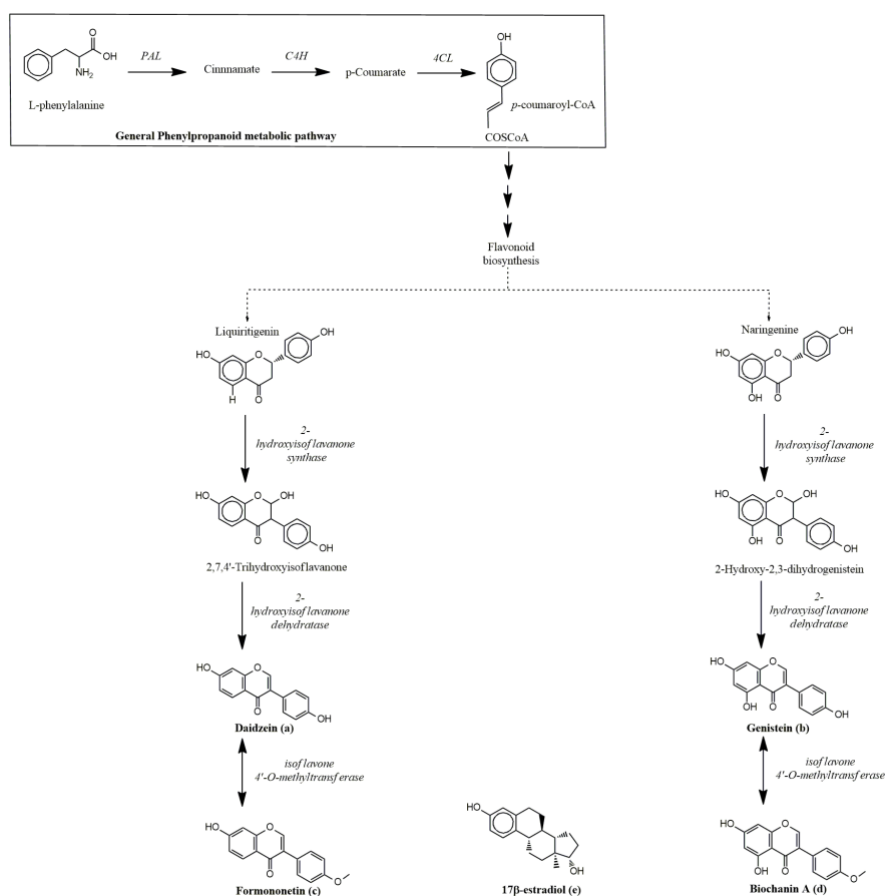 PAL
C4H
4CL
Cinnnamate
p-Coumarate
L-phenylalanine
p-coumaroyl-CoA
General Phenylpropanoid metabolic pathway
O
OH
NH₂
OH
COSCoA
Flavonoid
biosynthesis
Liquiritigenin
HO
O
OH
H
O
Naringenine
HO
O
OH
OH
O
2-
hydroxyisoflavanone
synthase
2-
hydroxyisoflavanone
synthase
HO
O
OH
O
OH
2,7,4'-Trihydroxyisoflavanone
HO
O
OH
OH
O
OH
2-Hydroxy-2,3-dihydrogenistein
2-
hydroxyisoflavanone
dehydratase
2-
hydroxyisoflavanone
dehydratase
HO
O
O
OH
Daidzein (a)
HO
O
OH
O
OH
Genistein (b)
isoflavone
4'-O-methyltransferase
isoflavone
4'-O-methyltransferase
HO
O
O
O
Formononetin (c)
HO
OH
17β-estradiol (e)
HO
O
OH
O
O
Biochanin A (d)